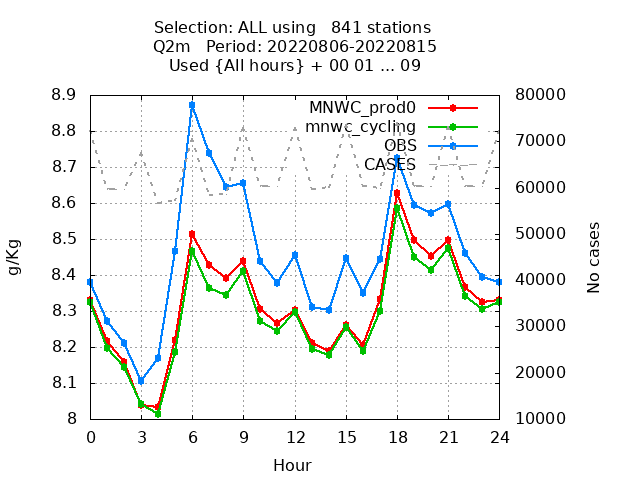 Selection: ALL using   841 stations
Q2m   Period: 20220806-20220815
Used {All hours} + 00 01 ... 09
MNWC_prod0
mnwc_cycling
OBS
CASES
8.9
8.8
8.7
8.6
8.5
8.4
8.3
8.2
8.1
8
g/Kg
80000
70000
60000
50000
40000
30000
20000
10000
No cases
0 3 6 9 12 15 18 21 24
Hour